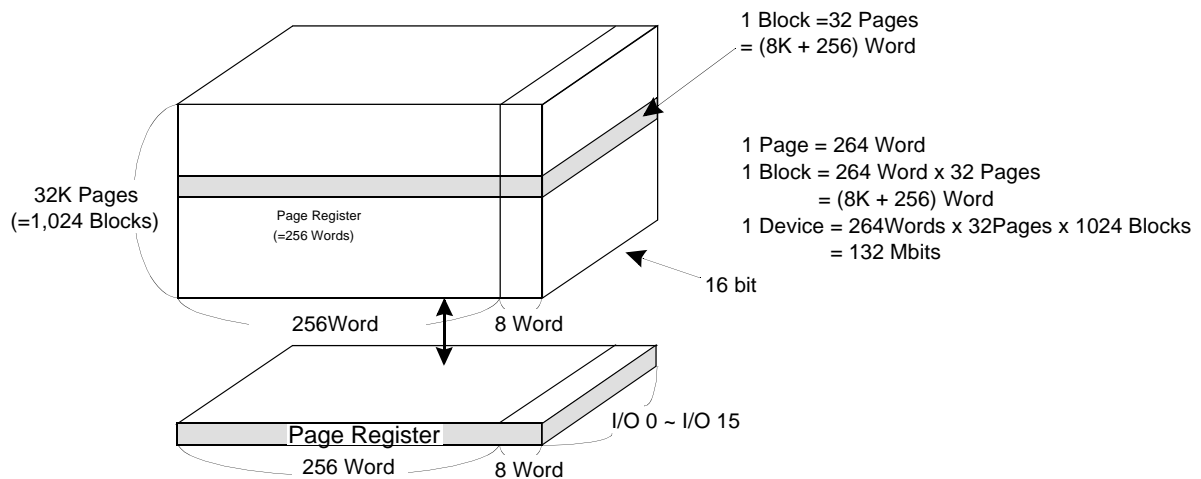 1 Block =32 Pages
= (8K + 256) Word
1 Page = 264 Word
1 Block = 264 Word x 32 Pages
= (8K + 256) Word
1 Device = 264Words x 32Pages x 1024 Blocks
= 132 Mbits
32K Pages
(=1,024 Blocks)
Page Register
(=256 Words)
16 bit
256Word
8 Word
I/O 0 ~ I/O 15
Page Register
256 Word
8 Word